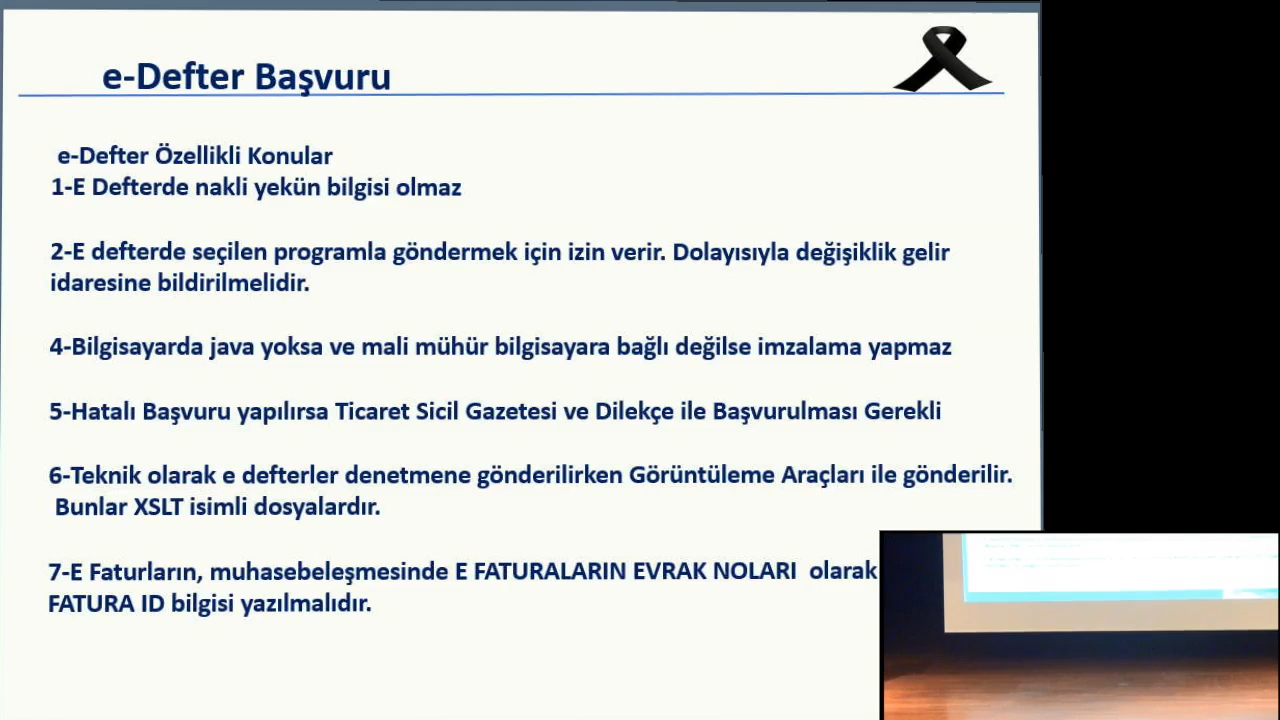 e-Defter Başvuru
e-Defter Özellikli Konular
1-E Defterde nakli yekün bilgisi olmaz
2-E defterde seçilen programla göndermek için izin verir. Dolayısıyla değişiklik gelir
idaresine bildirilmelidir.
4-Bilgisayarda java yoksa ve mali mühür bilgisayara bağlı değilse imzalama yapmaz
5-Hatalı Başvuru yapılırsa Ticaret Sicil Gazetesi ve Dilekçe ile Başvurulması Gerekli
6-Teknik olarak e defterler denetmene gönderilirken Görüntüleme Araçları ile gönderilir.
Bunlar XSLT isimli dosyalardır.
7-E Faturların, muhasebeleşmesinde E FATURALARIN EVRAK NOLARI olarak
FATURA ID bilgisi yazılmalıdır.